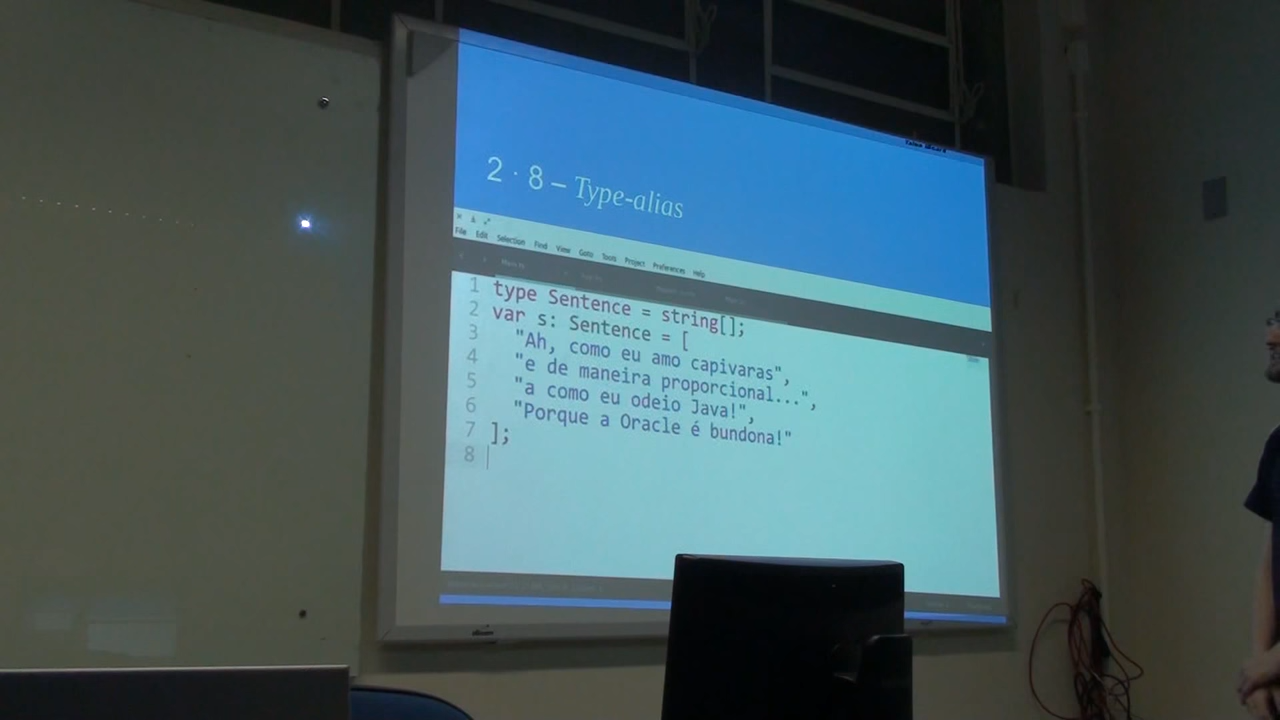 2 · 8 – Type-alias
File Edit Selection Find View Goto Tools Project Preferences Help
1 type Sentence = string[];
2 var s: Sentence = [
3 "Ah, como eu amo capivaras",
4 "e de maneira proporcional...",
5 "a como eu odeio Java!",
6 "Porque a Oracle é bundona!"
7 ];
8